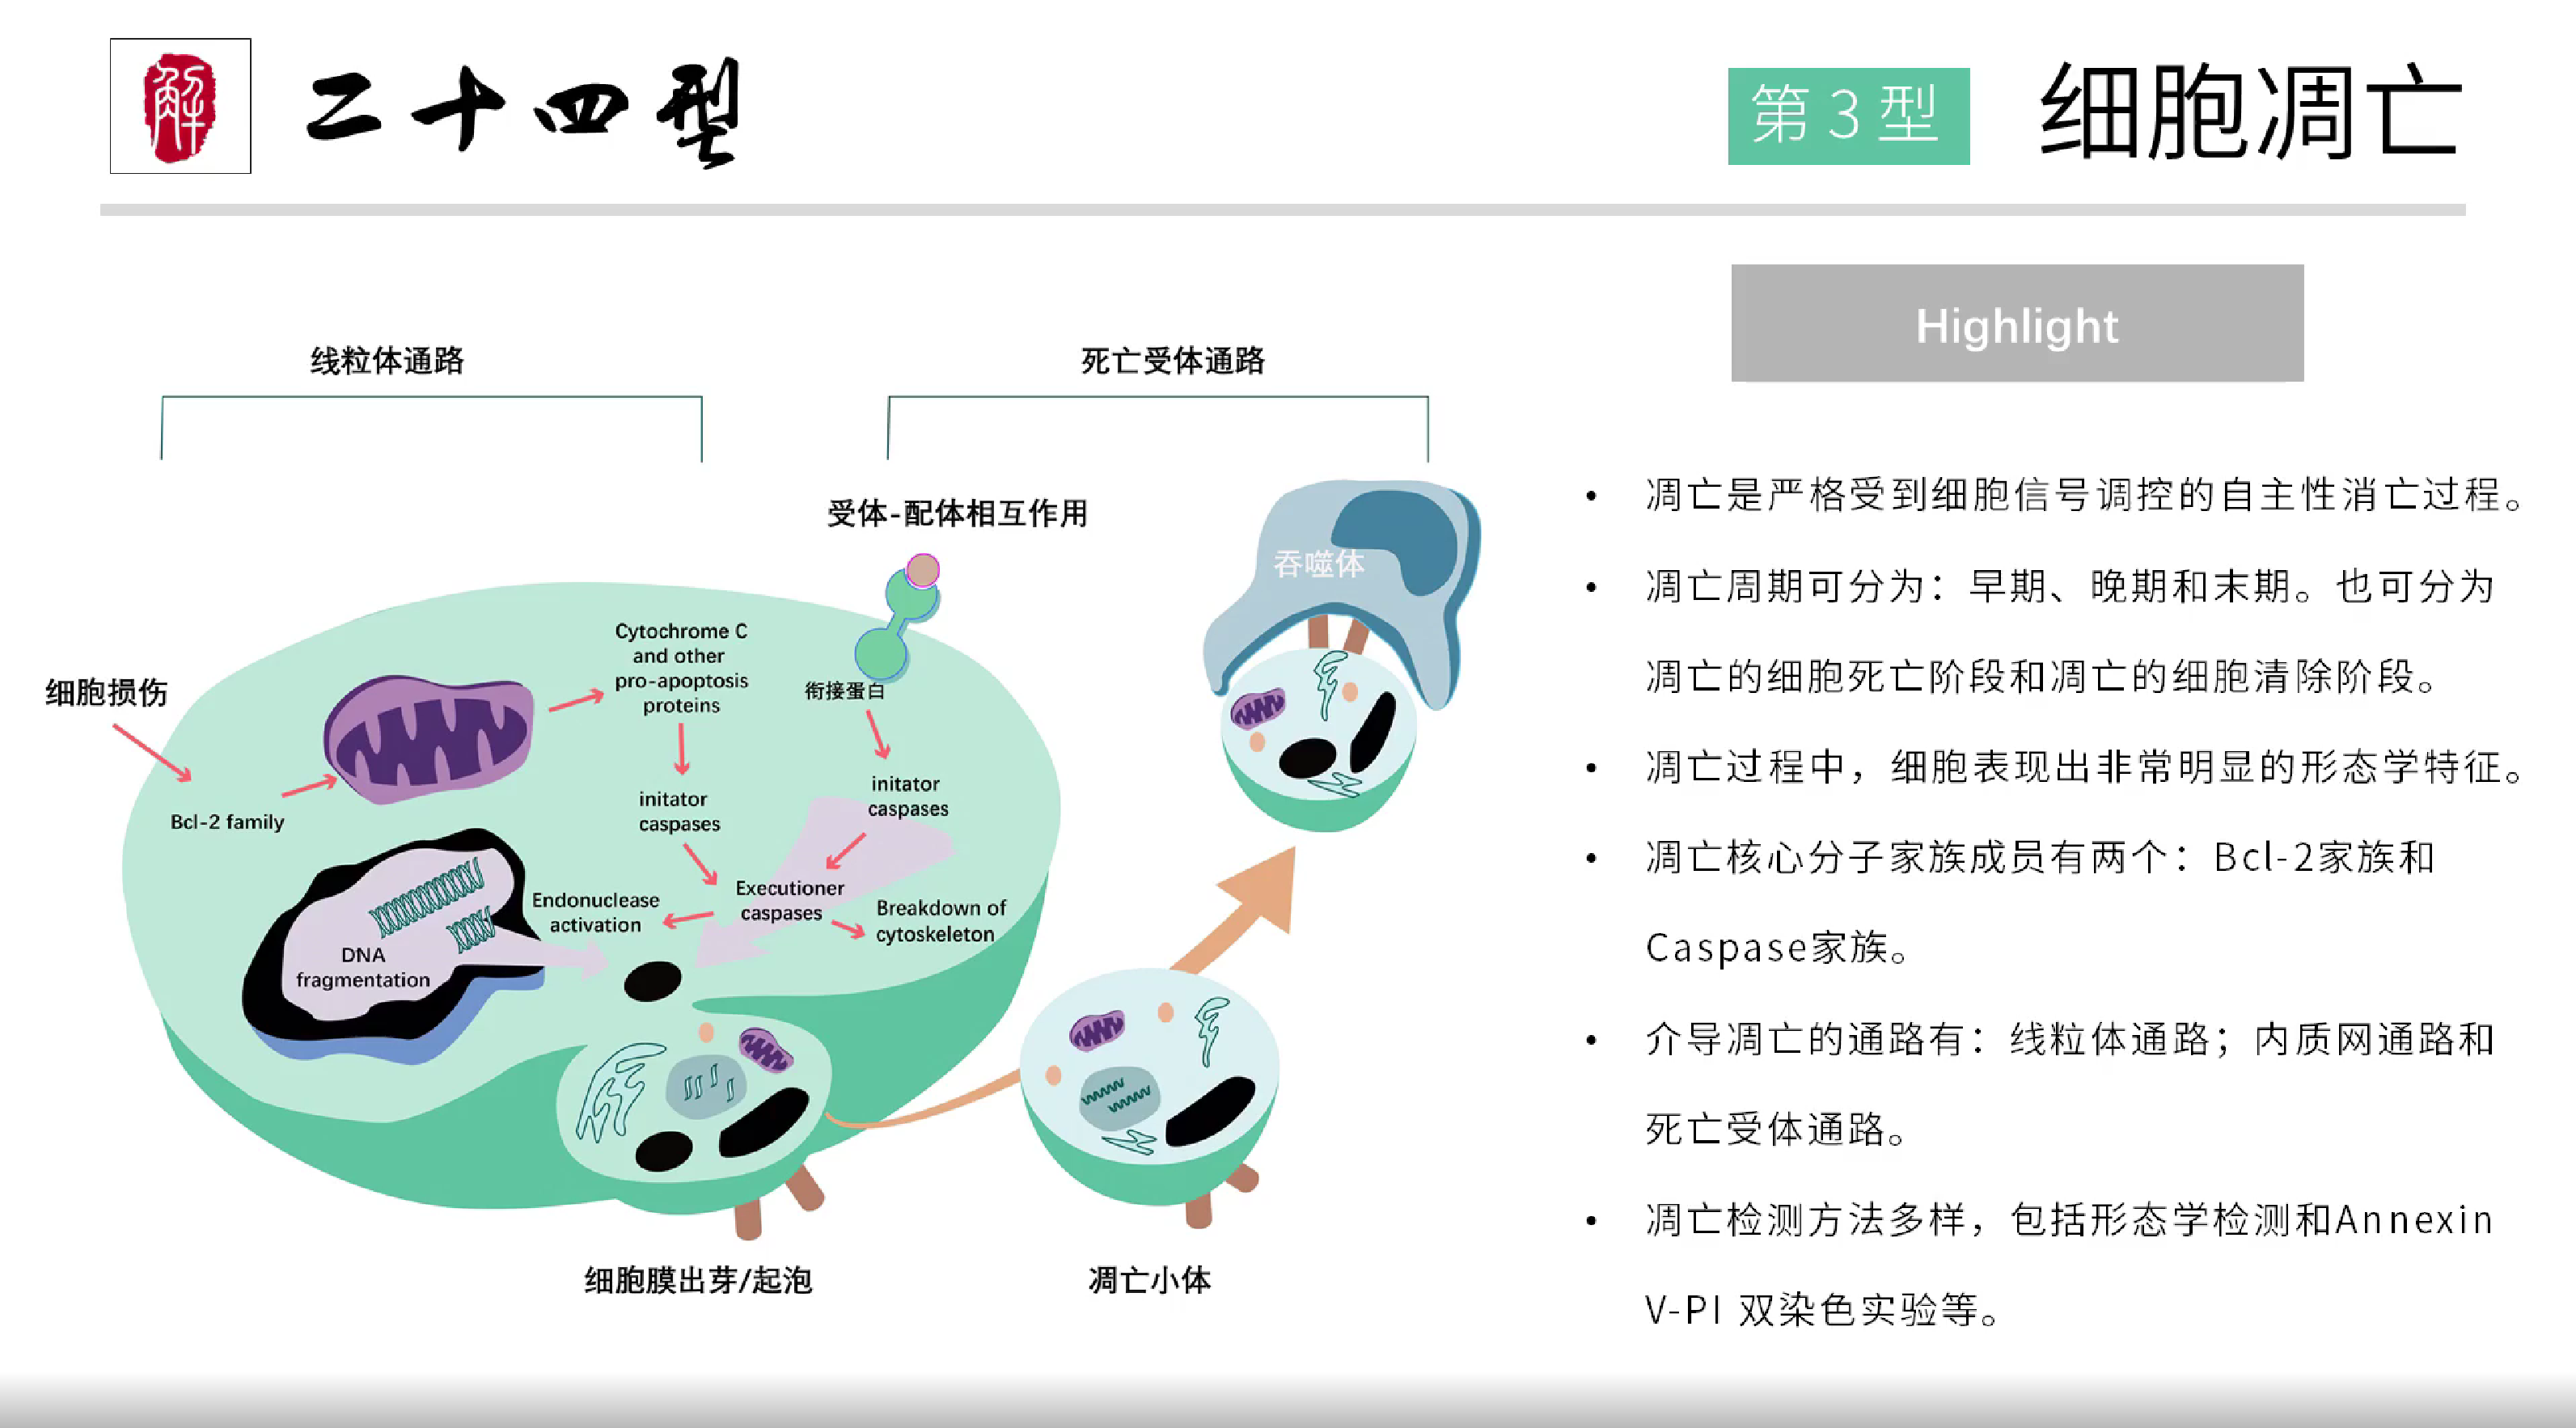 解
二十四型
第3型
细胞凋亡
线粒体通路
死亡受体通路
受体-配体相互作用
吞噬体
细胞损伤
Bcl-2 family
Cytochrome C
and other
pro-apoptosis
proteins
衔接蛋白
initator
caspases
initator
caspases
Executioner
caspases
Endonuclease
activation
Breakdown of
cytoskeleton
DNA
fragmentation
细胞膜出芽/起泡
凋亡小体
Highlight
• 凋亡是严格受到细胞信号调控的自主性消亡过程。
• 凋亡周期可分为：早期、晚期和末期。也可分为
凋亡的细胞死亡阶段和凋亡的细胞清除阶段。
• 凋亡过程中，细胞表现出非常明显的形态学特征。
• 凋亡核心分子家族成员有两个：Bcl-2家族和
Caspase家族。
• 介导凋亡的通路有：线粒体通路；内质网通路和
死亡受体通路。
• 凋亡检测方法多样，包括形态学检测和Annexin
V-PI 双染色实验等。